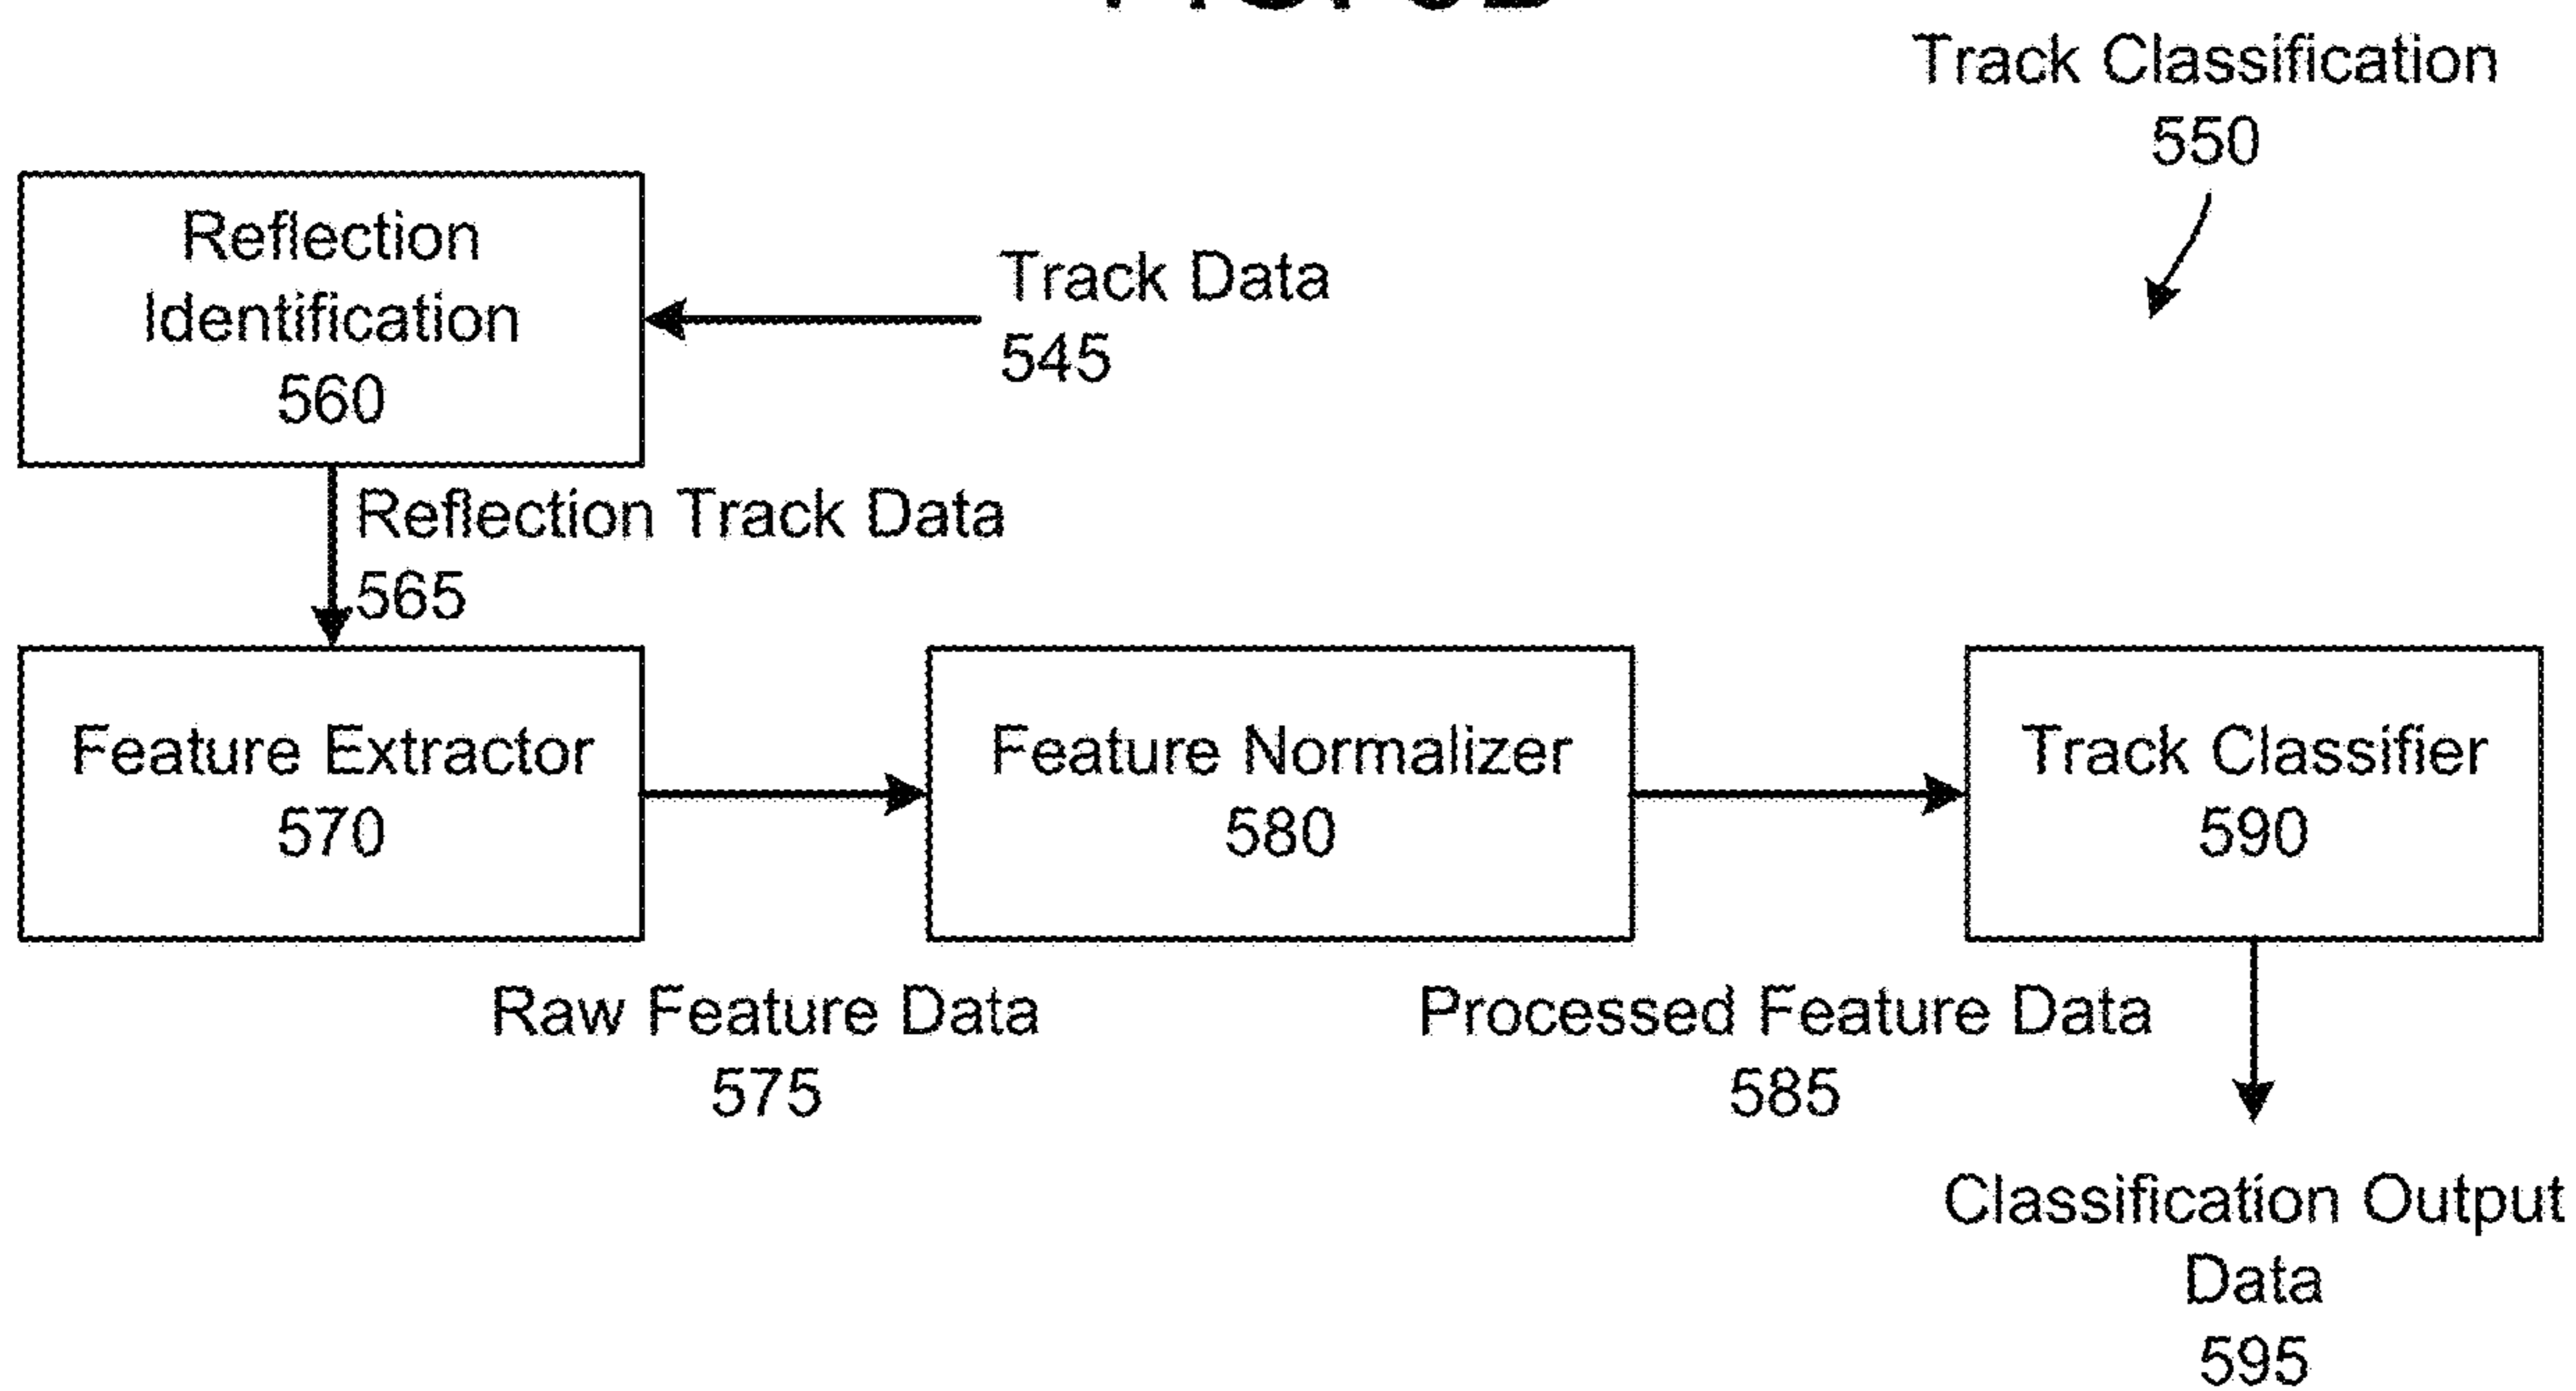 Track Classification
550
Reflection
Identification
560
Track Data
545
Reflection Track Data
565
Feature Extractor
570
Feature Normalizer
580
Track Classifier
590
Raw Feature Data
575
Processed Feature Data
585
Classification Output
Data
595